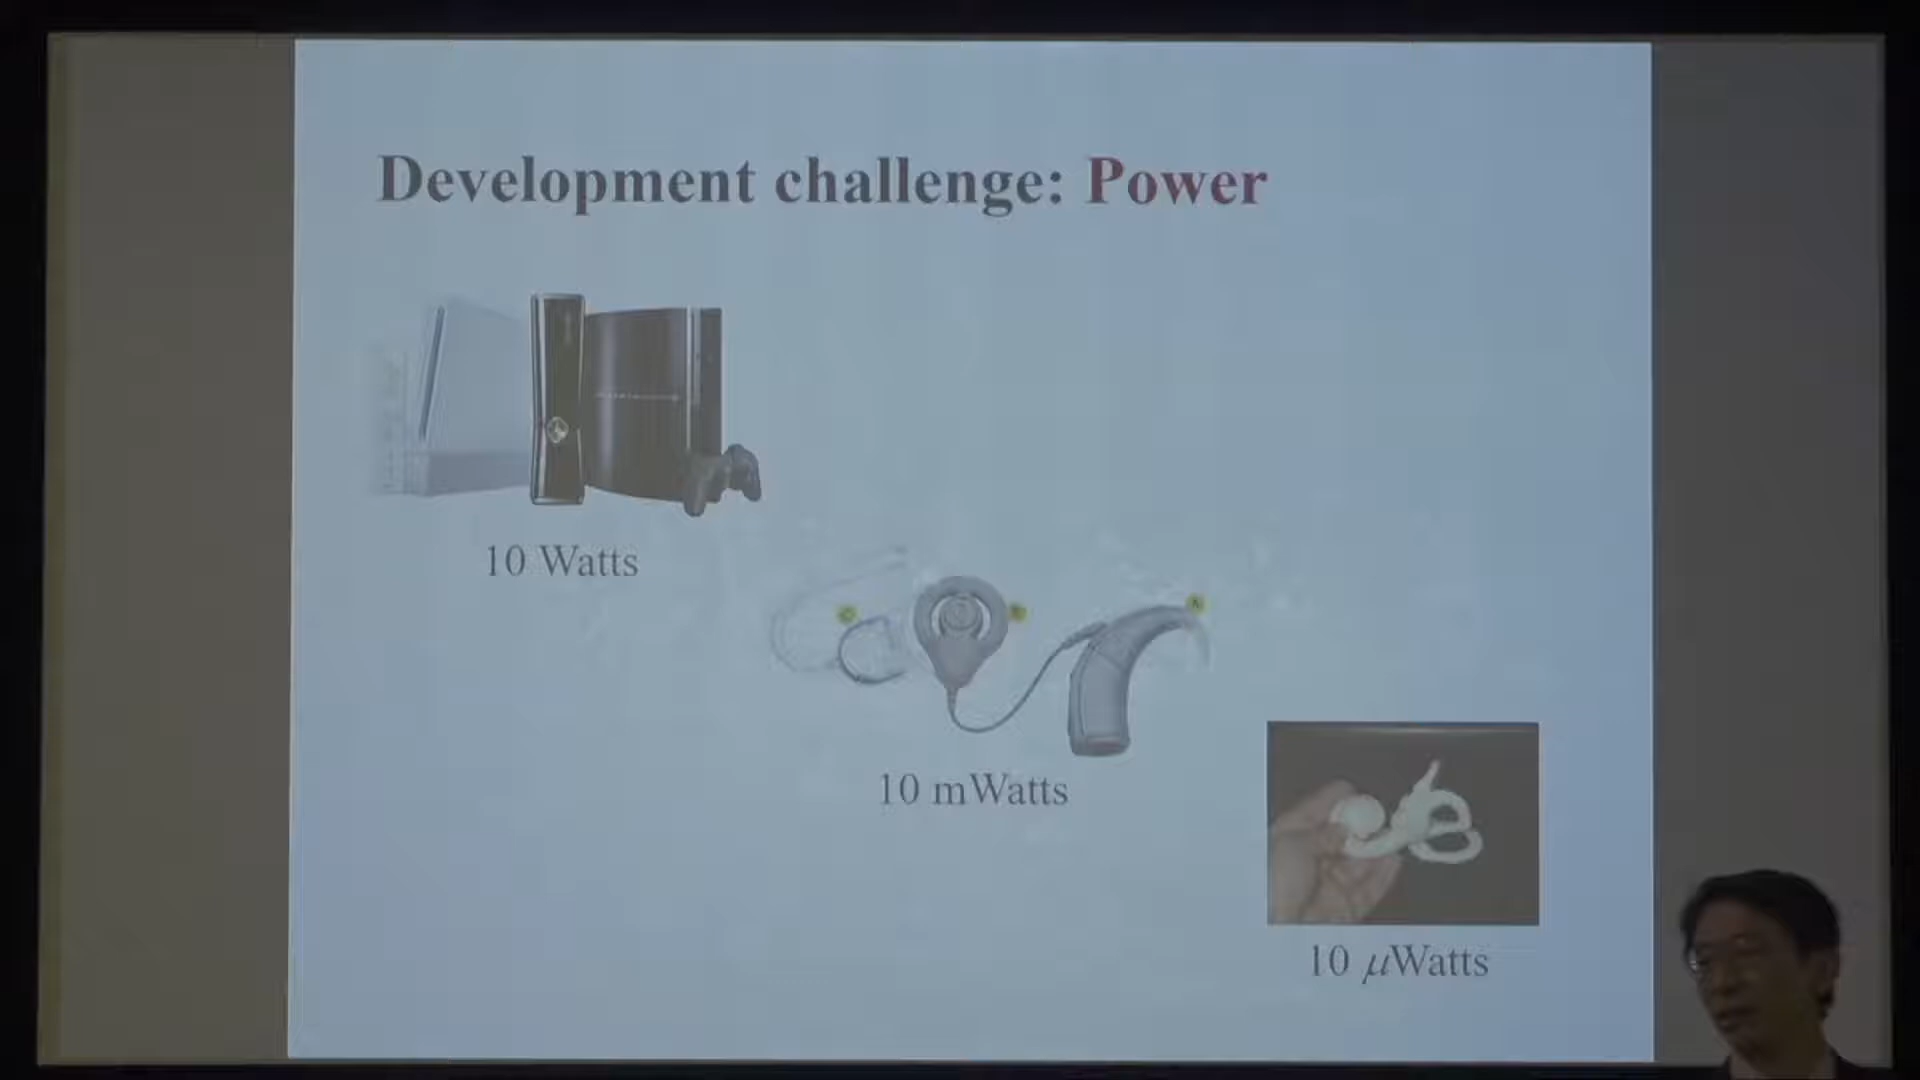 Development challenge: Power
10 Watts
10 mWatts
10 μWatts